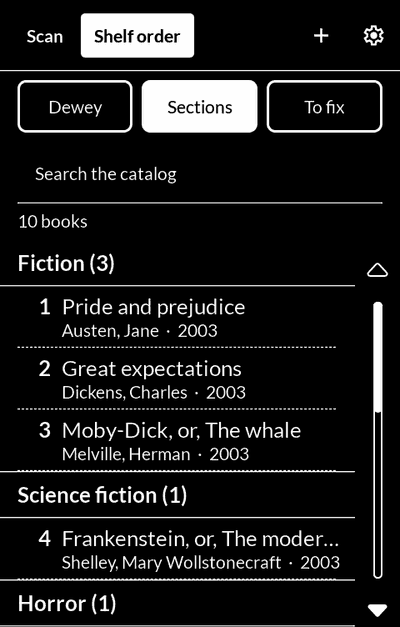 Scan Shelf order +
Dewey Sections To fix
Search the catalog
10 books
Fiction (3)
1 Pride and prejudice
Austen, Jane · 2003
2 Great expectations
Dickens, Charles · 2003
3 Moby-Dick, or, The whale
Melville, Herman · 2003
Science fiction (1)
4 Frankenstein, or, The moder…
Shelley, Mary Wollstonecraft · 2003
Horror (1)